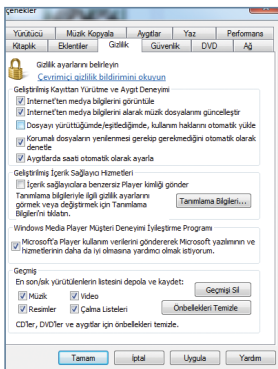 çenekler
Yürütücü Müzik Kopyala Aygıtlar Yaz Performans
Kitaplık Eklentiler Gizlilik Güvenlik DVD Ağ
Gizlilik ayarlarını belirleyin
Çevrimiçi gizlilik bildirimini okuyun
Geliştirilmiş Kayıttan Yürütme ve Aygıt Deneyimi
İnternet'ten medya bilgilerini görüntüle
İnternet'ten medya bilgilerini alarak müzik dosyalarını güncelleştir
Dosyayı yürüttüğümde/eşitlediğimde, kullanım haklarını otomatik yükle
Korumalı dosyaların yenilenmesi gerekip gerekmediğini otomatik olarak
denetle
Aygıtlarda saati otomatik olarak ayarla
Geliştirilmiş İçerik Sağlayıcı Hizmetleri
İçerik sağlayıcılara benzersiz Player kimliği gönder
Tanımlama bilgileriyle ilgili gizlilik ayarlarını
görmek veya değiştirmek için Tanımlama
Bilgileri'ni tıklatın.
Tanımlama Bilgileri...
Windows Media Player Müşteri Deneyimi İyileştirme Programı
Microsoft'a Player kullanım verilerini göndererek Microsoft yazılımının ve
hizmetlerinin daha da iyi olmasına yardımcı olmak istiyorum.
Geçmiş
En son/sık yürütülenlerin listesini depola ve kaydet:
Geçmişi Sil
Müzik Video
Resimler Çalma Listeleri
Önbellekleri Temizle
CD'ler, DVD'ler ve aygıtlar için önbellekleri temizle.
Tamam İptal Uygula Yardım